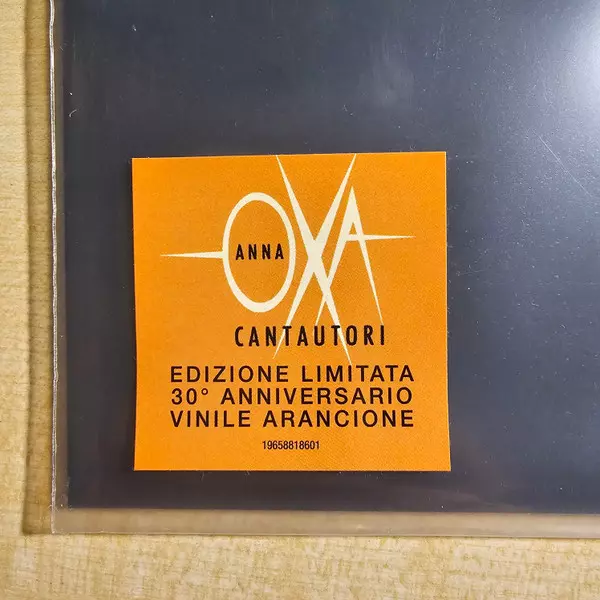 ANNA
OXA
CANTAUTORI
EDIZIONE LIMITATA
30° ANNIVERSARIO
VINILE ARANCIONE
19658818601